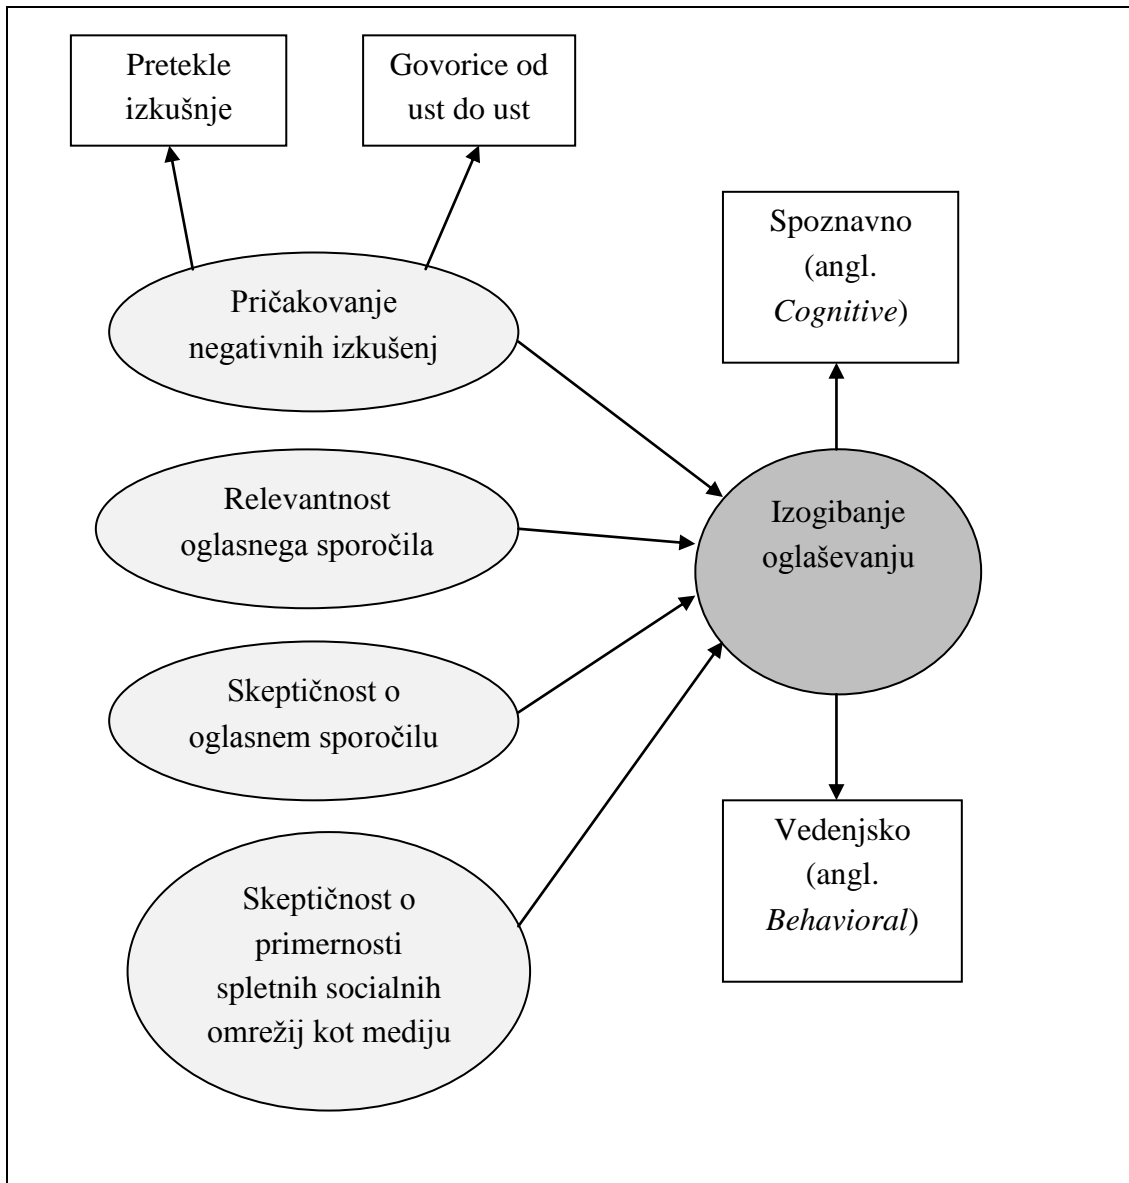 Pretekle
izkušnje
Govorice od
ust do ust
Spoznavno
(angl.
Cognitive)
Pričakovanje
negativnih izkušenj
Relevantnost
oglasnega sporočila
Izogibanje
oglaševanju
Skeptičnost o
oglasnem sporočilu
Vedenjsko
(angl.
Behavioral)
Skeptičnost o
primernosti
spletnih socialnih
omrežij kot mediju